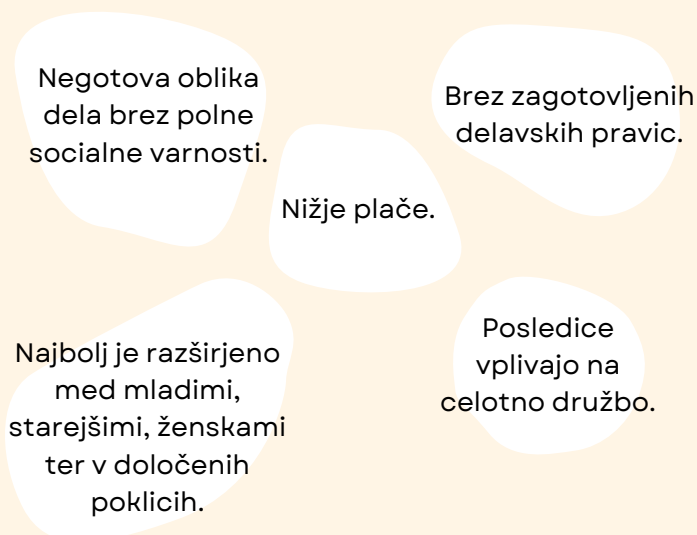 Negotova oblika
dela brez polne
socialne varnosti.
Brez zagotovljenih
delavskih pravic.
Nižje plače.
Najbolj je razširjeno
med mladimi,
starejšimi, ženskami
ter v določenih
poklicih.
Posledice
vplivajo na
celotno družbo.